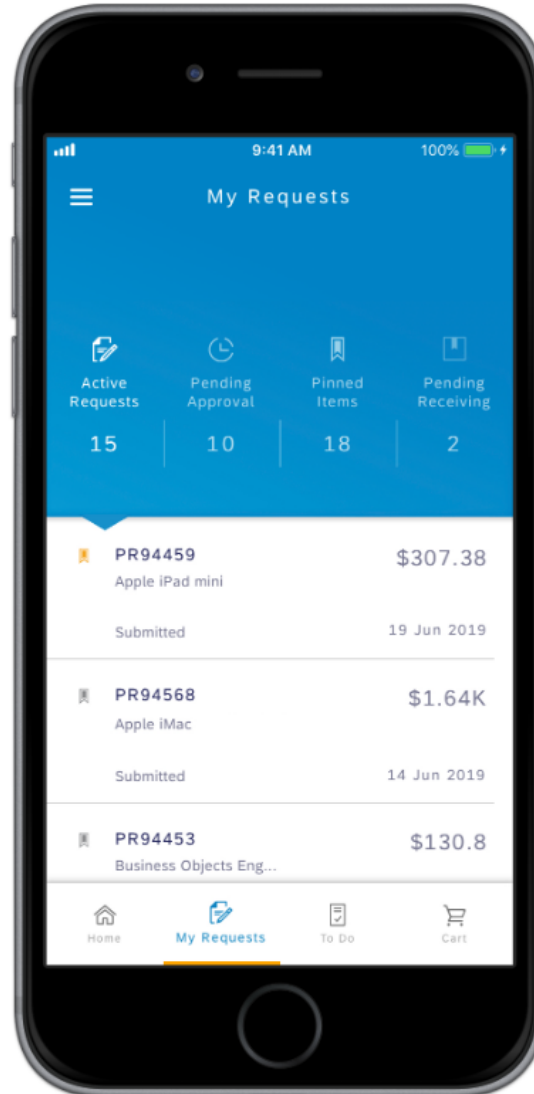 9:41 AM
100%
My Requests
Active
Requests
15
Pending
Approval
10
Pinned
Items
18
Pending
Receiving
2
PR94459
$307.38
Apple iPad mini
Submitted
19 Jun 2019
PR94568
$1.64K
Apple iMac
Submitted
14 Jun 2019
PR94453
$130.8
Business Objects Eng...
Home
My Requests
To Do
Cart